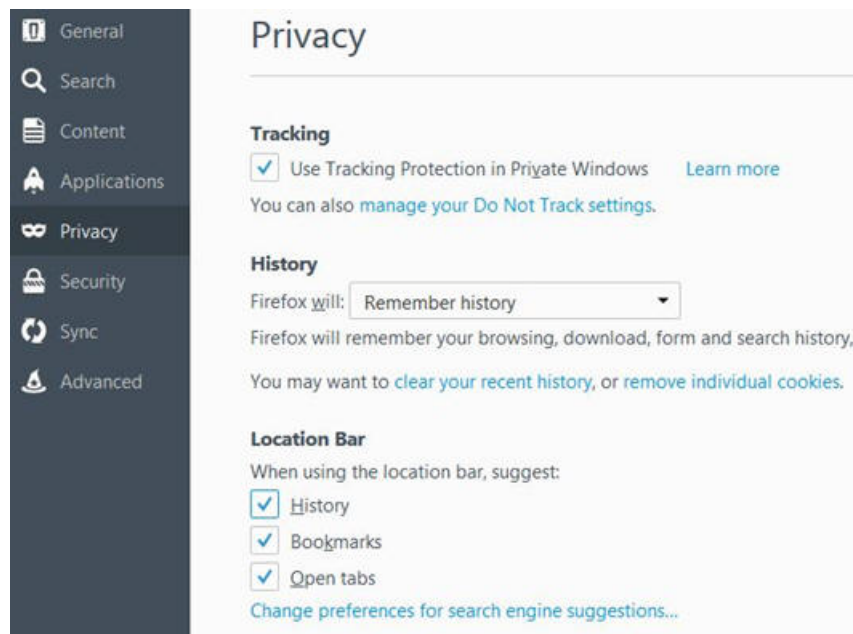 General
Search
Content
Applications
Privacy
Security
Sync
Advanced
Privacy
Tracking
Use Tracking Protection in Private Windows Learn more
You can also manage your Do Not Track settings.
History
Firefox will: Remember history
Firefox will remember your browsing, download, form and search history,
You may want to clear your recent history, or remove individual cookies.
Location Bar
When using the location bar, suggest:
History
Bookmarks
Open tabs
Change preferences for search engine suggestions...